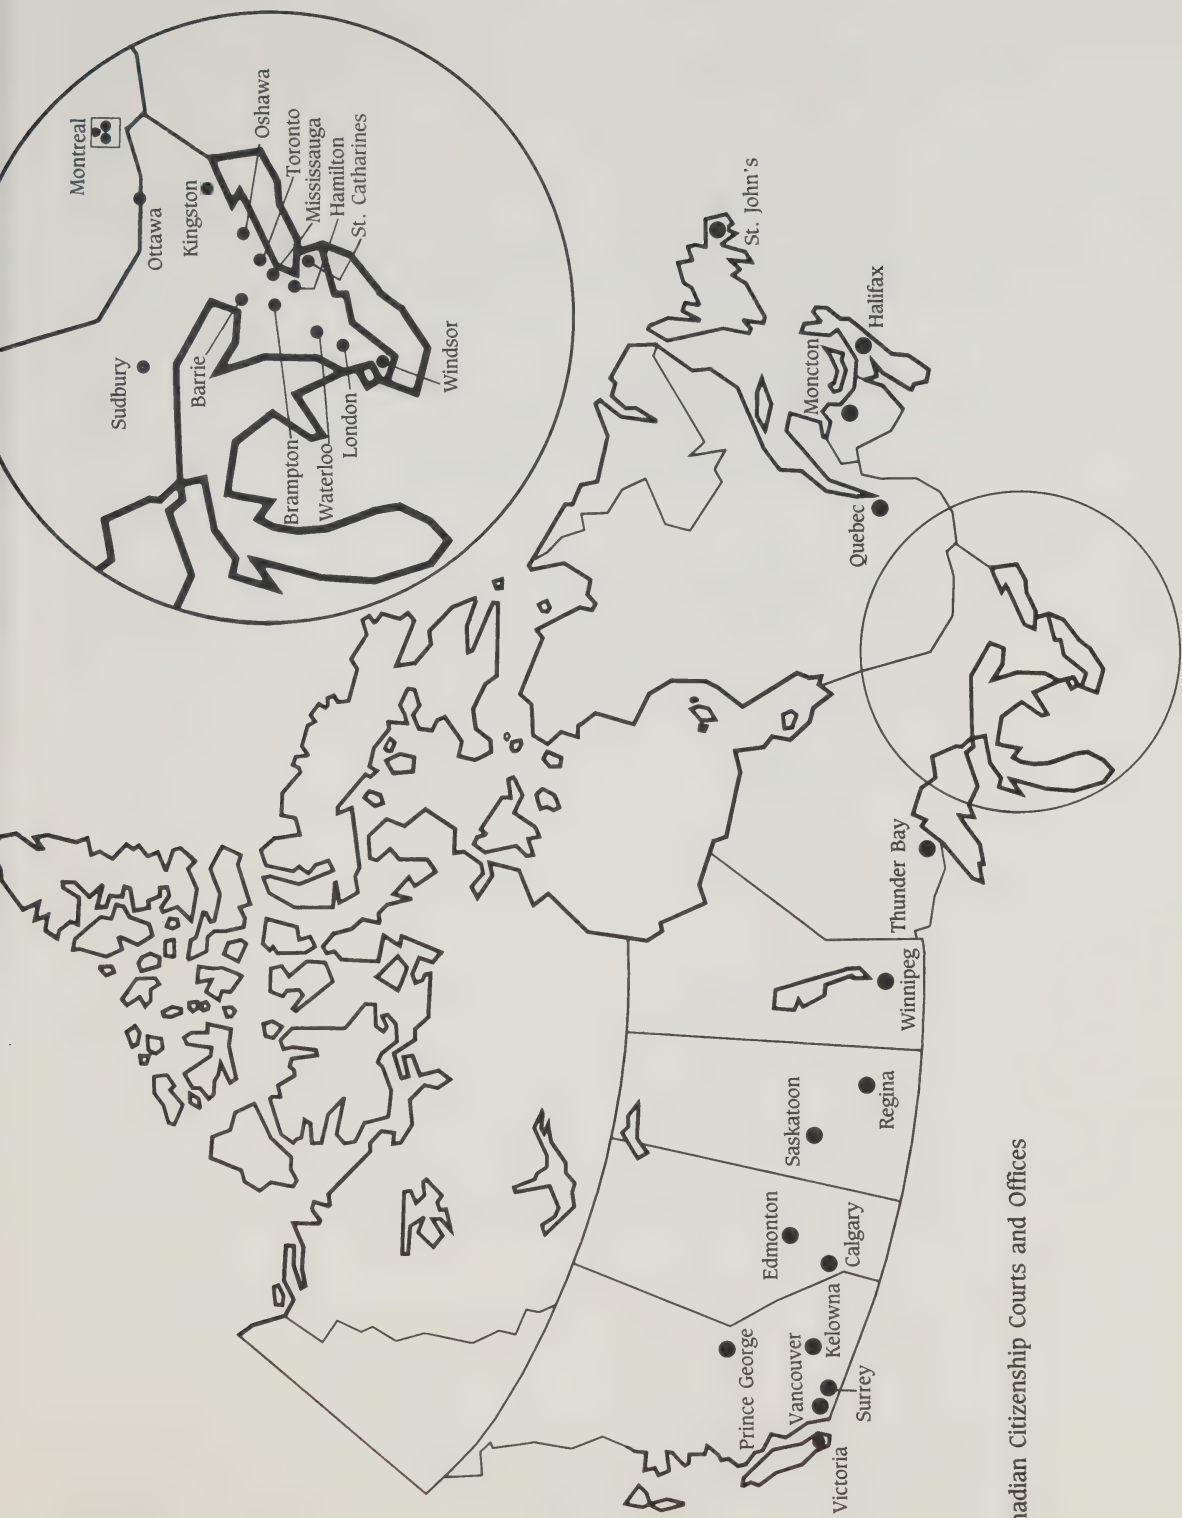 Montreal
Ottawa
Kingston
Oshawa
Toronto
Mississauga
Hamilton
St. Catharines
Sudbury
Barrie
Brampton
Waterloo
London
Windsor
St. John's
Halifax
Moncton
Quebec
Thunder Bay
Winnipeg
Regina
Saskatoon
Edmonton
Calgary
Prince George
Kelowna
Vancouver
Surrey
Victoria
nadian Citizenship Courts and Offices